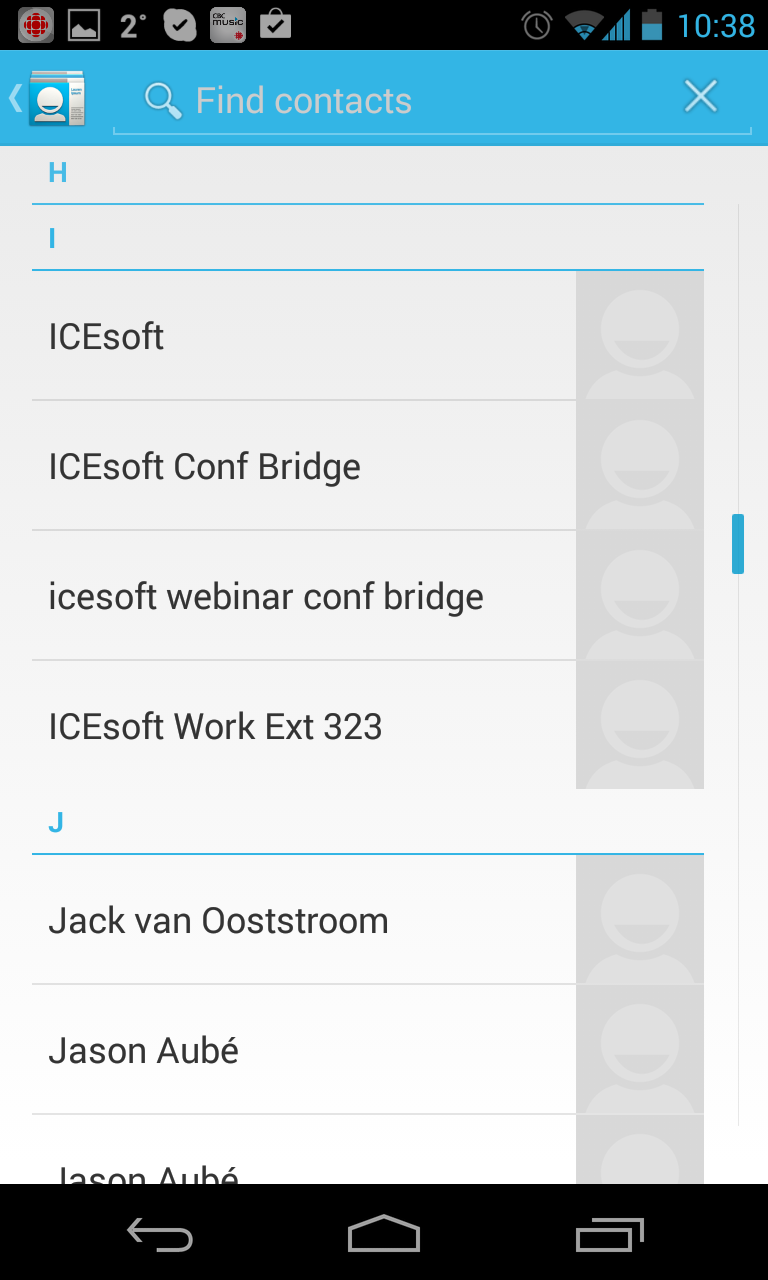 CBC
music
2°
10:38
Find contacts
H
I
ICEsoft
ICEsoft Conf Bridge
icesoft webinar conf bridge
ICEsoft Work Ext 323
J
Jack van Ooststroom
Jason Aubé
Jason Aubé